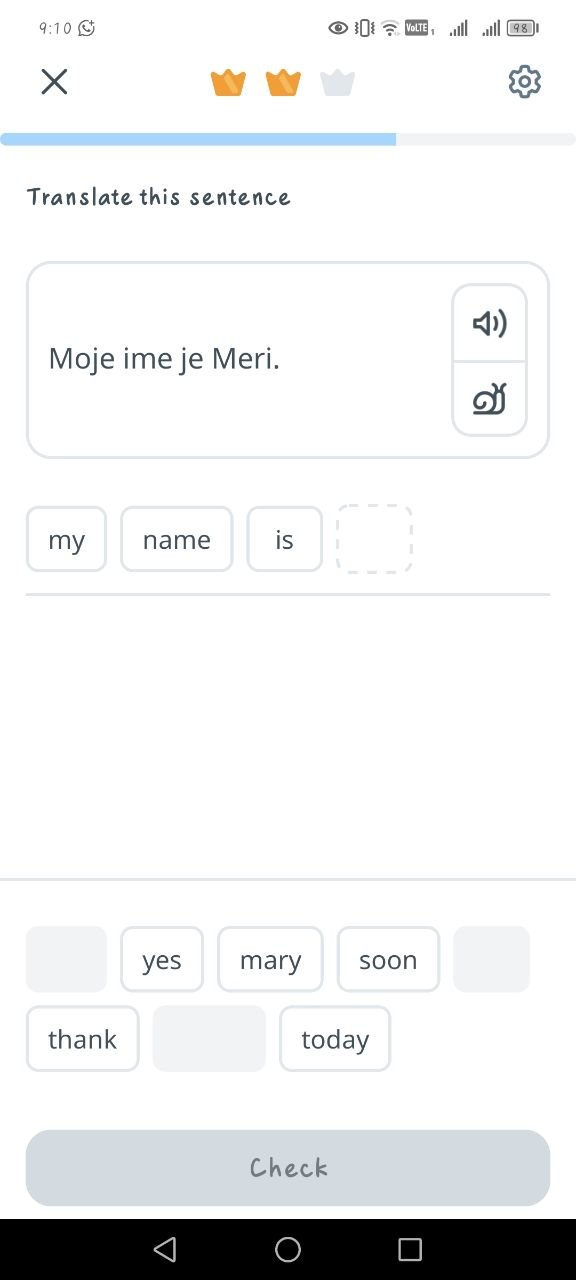 9:10 VoLTE 1 98
Translate this sentence
Moje ime je Meri.
my name is
yes mary soon
thank today
Check